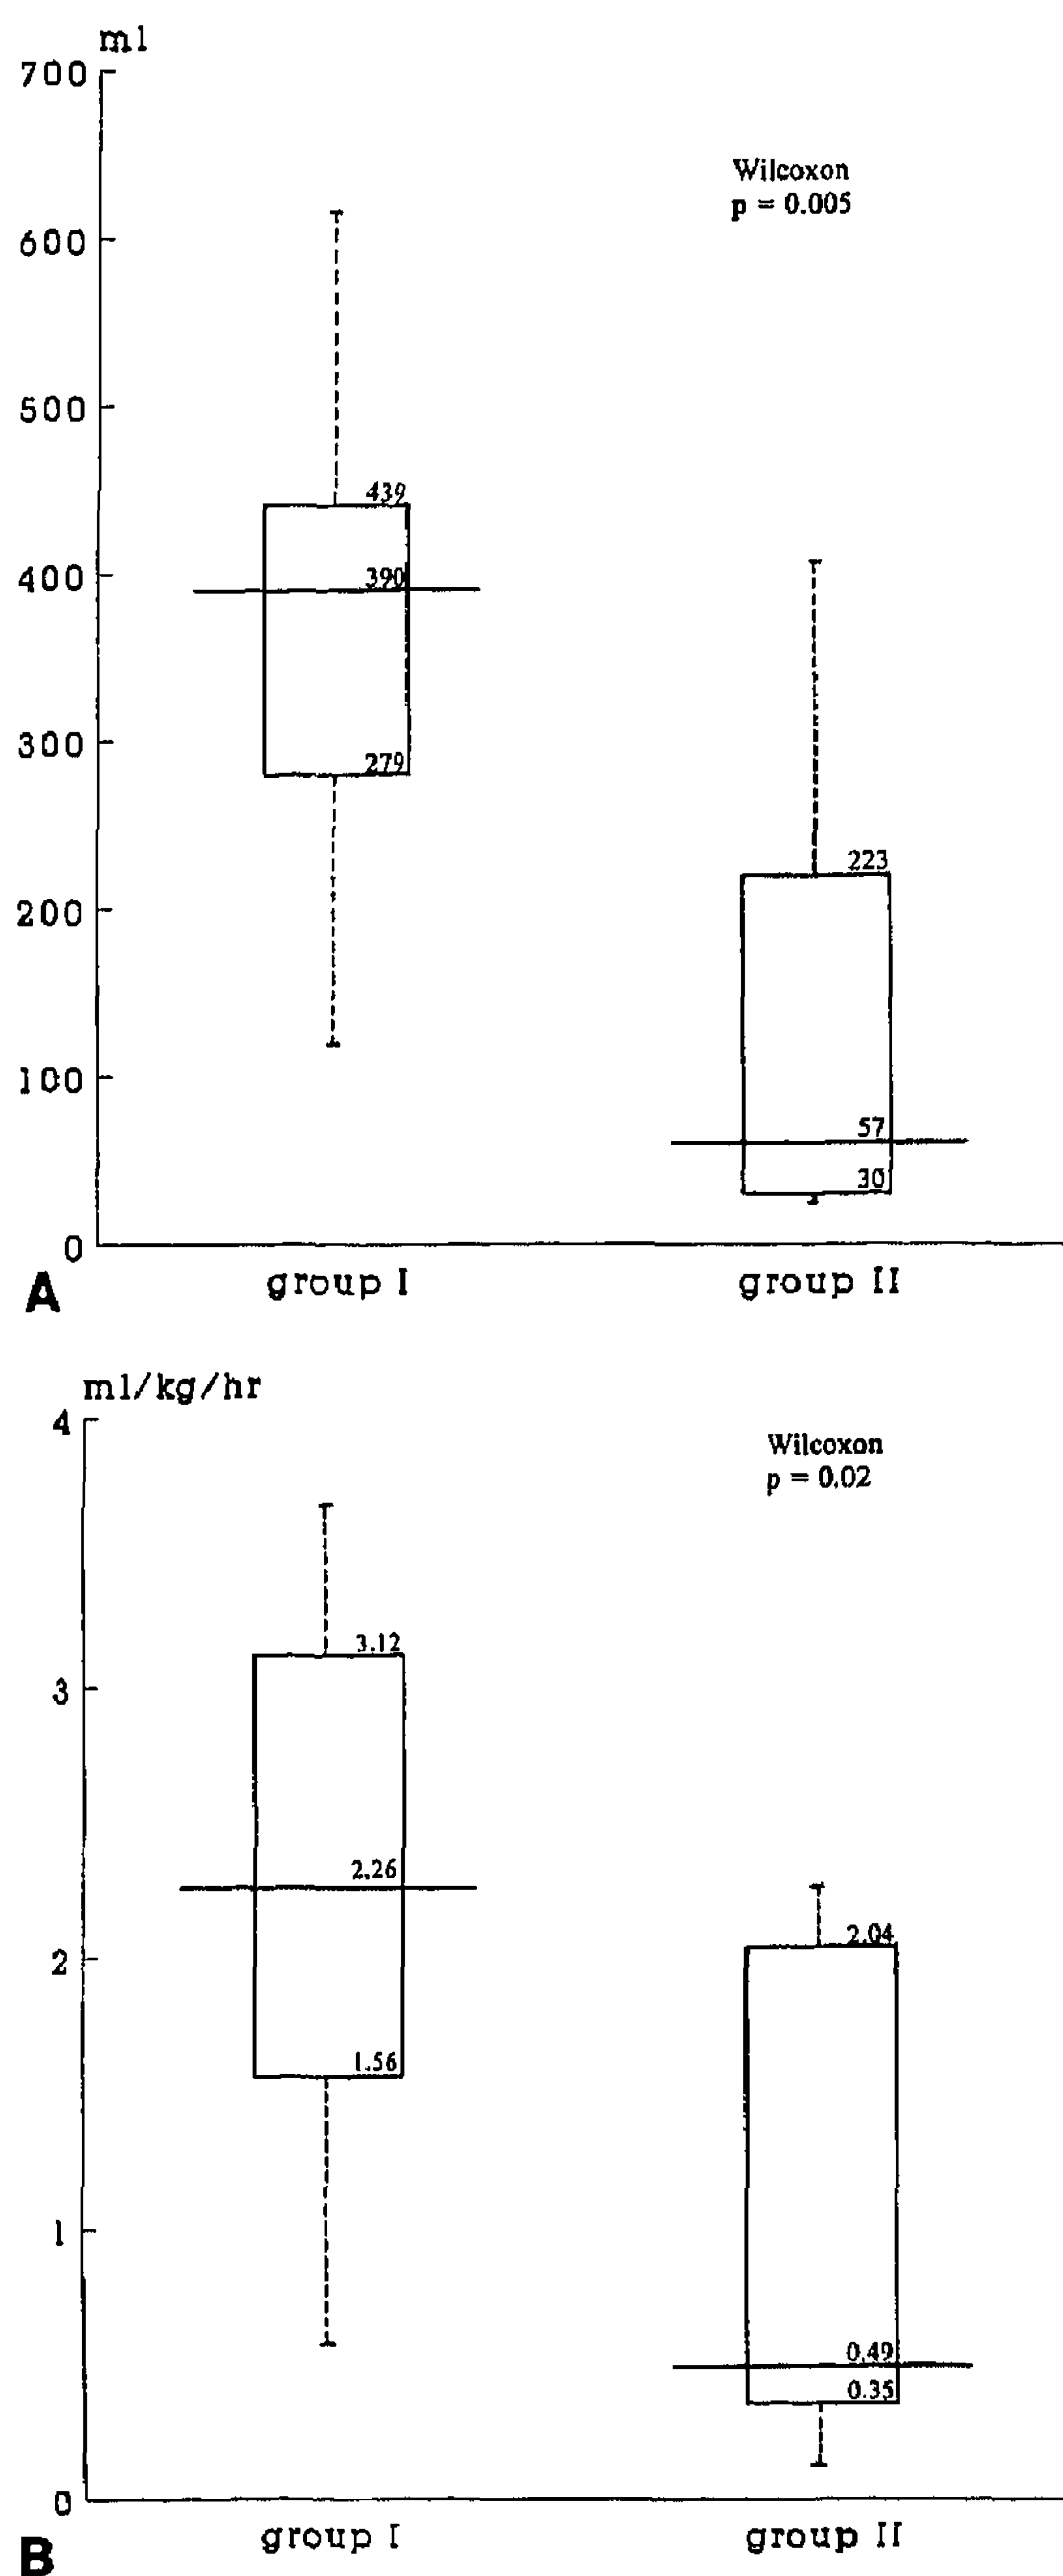 ml
700
Wilcoxon
p = 0.005
600
500
439
400
390
300
279
223
200
100
57
30
0
group I
group II
A
ml/kg/hr
4
Wilcoxon
p = 0.02
3.12
3
2.26
2.04
2
1.56
1
0.49
0.35
0
group I
group II
B